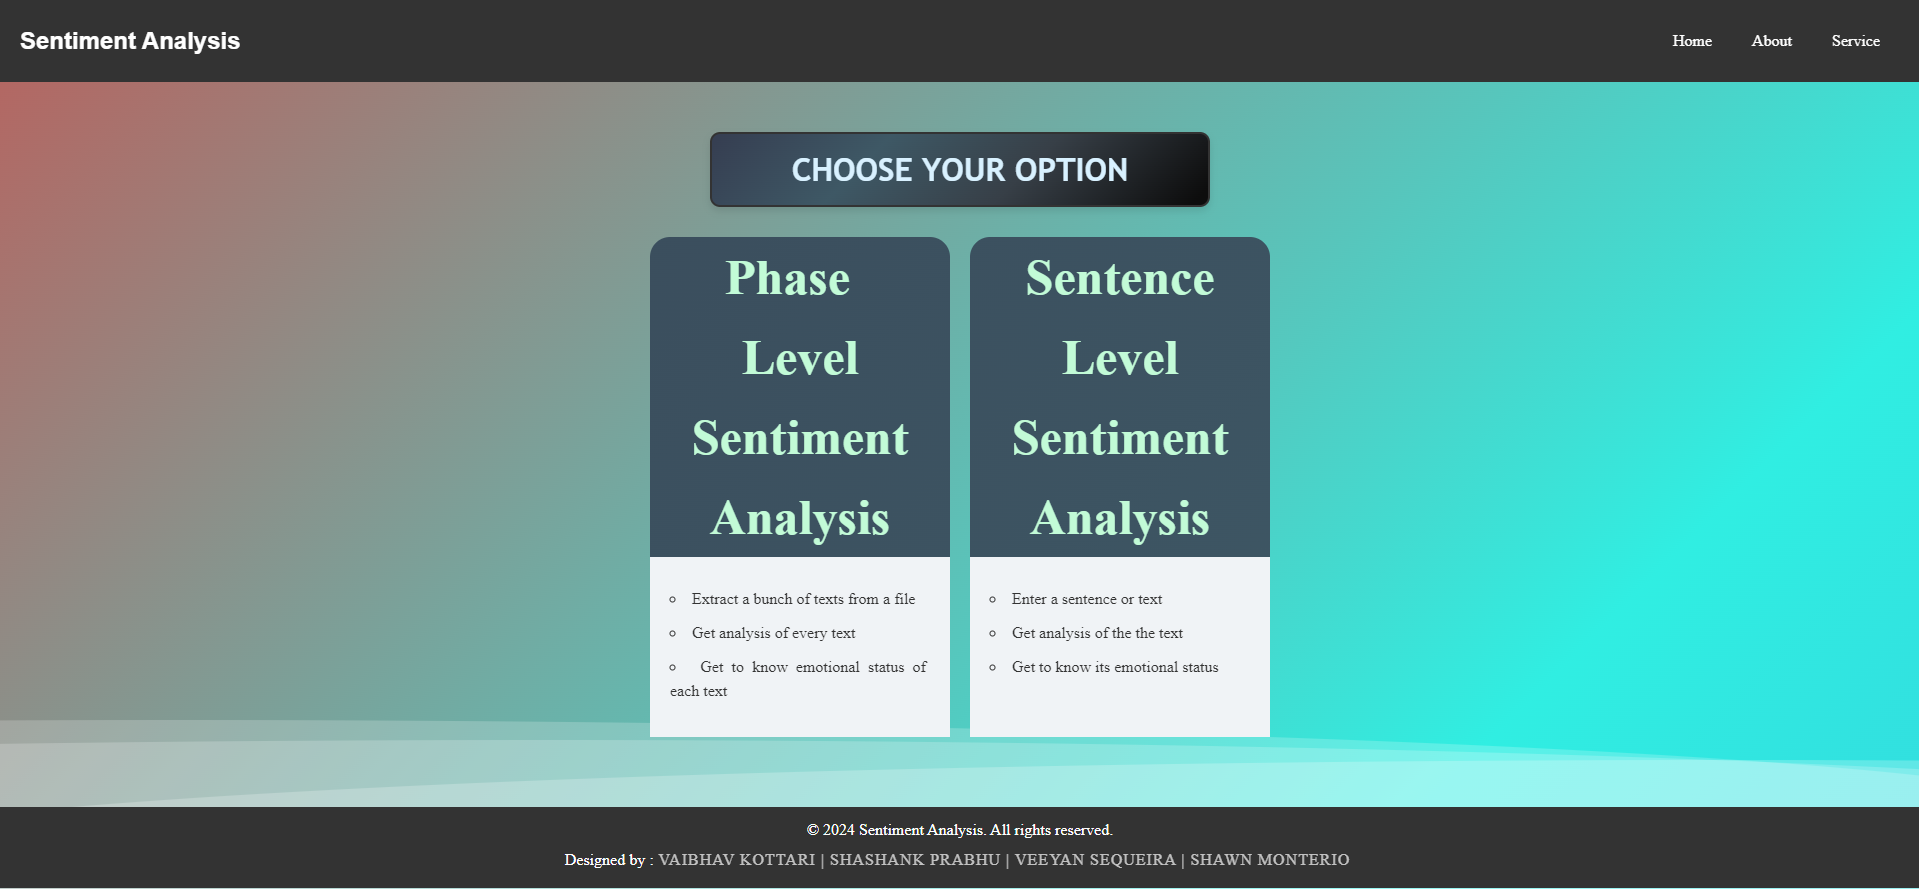 Sentiment Analysis
Home About Service
CHOOSE YOUR OPTION
Phase
Level
Sentiment
Analysis
Extract a bunch of texts from a file
Get analysis of every text
Get to know emotional status of
each text
Sentence
Level
Sentiment
Analysis
Enter a sentence or text
Get analysis of the the text
Get to know its emotional status
© 2024 Sentiment Analysis. All rights reserved.
Designed by : VAIBHAV KOTTARI | SHASHANK PRABHU | VEEYAN SEQUEIRA | SHAWN MONTERIO